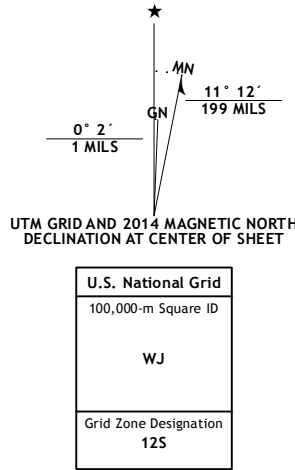 ★
MN
GN
11° 12´
199 MILS
0° 2´
1 MILS
UTM GRID AND 2014 MAGNETIC NORTH
DECLINATION AT CENTER OF SHEET
U.S. National Grid
100,000-m Square ID
WJ
Grid Zone Designation
12S